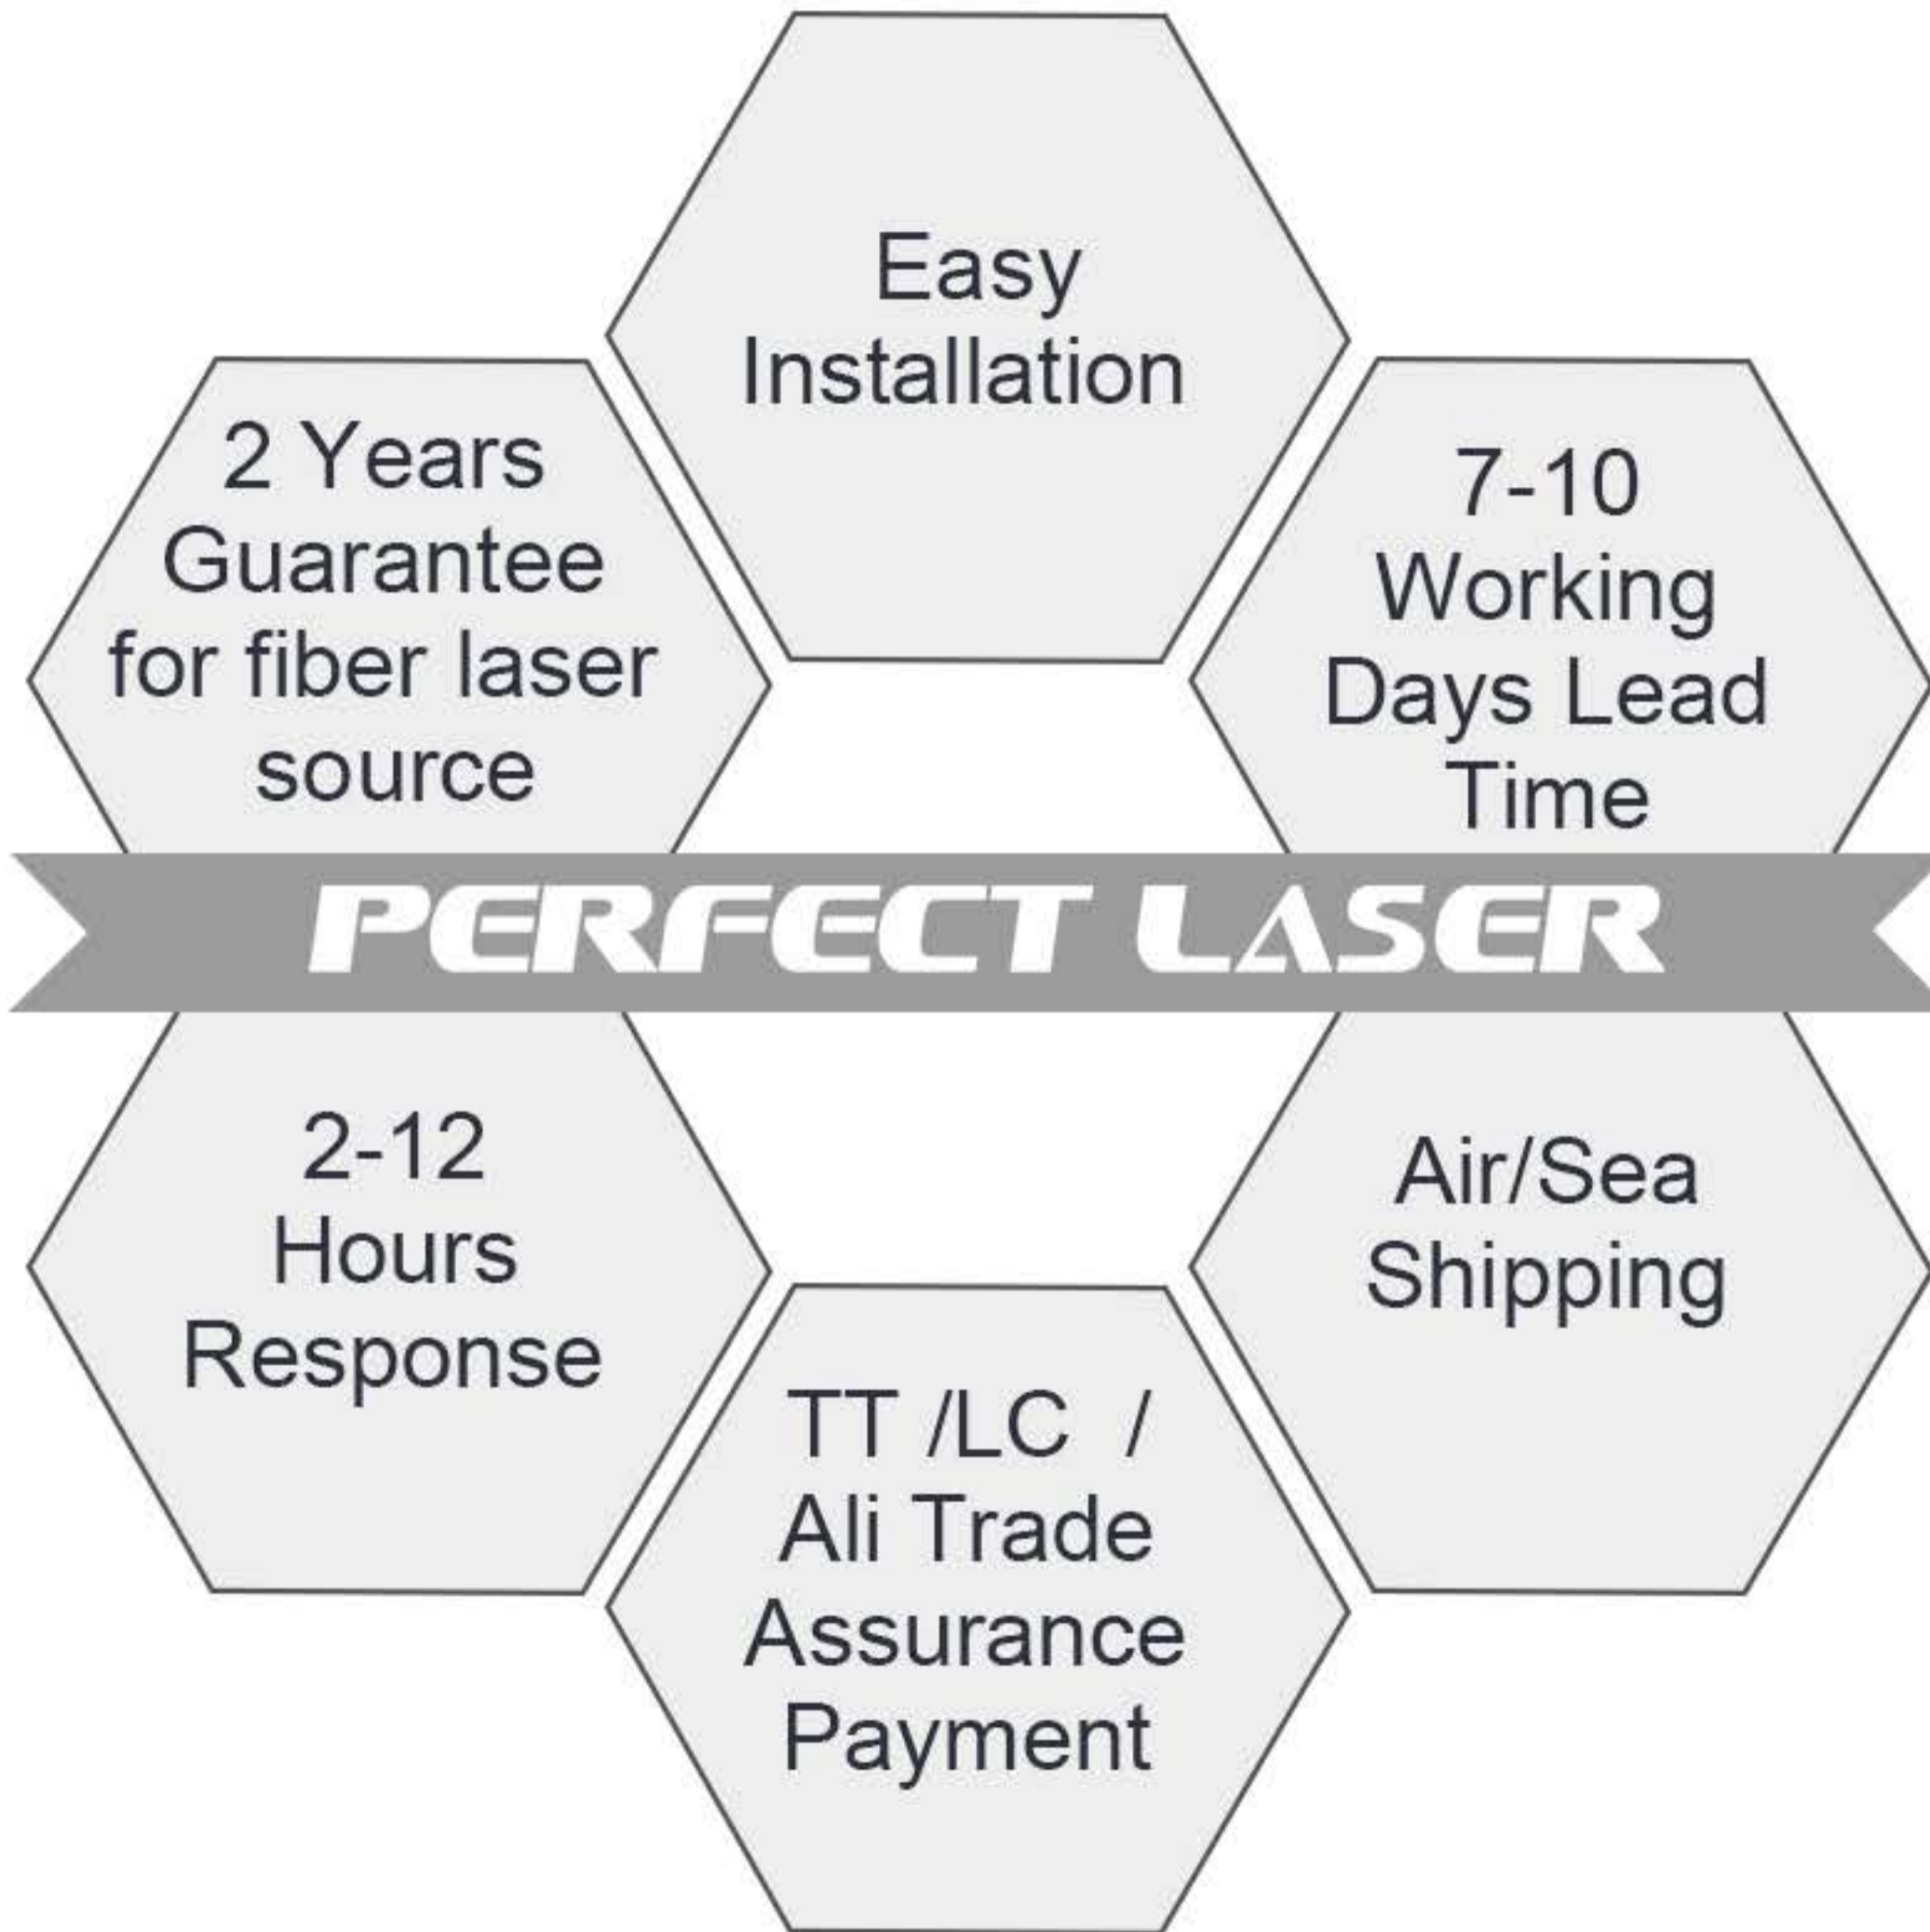 Easy
Installation
2 Years
Guarantee
for fiber laser
source
7-10
Working
Days Lead
Time
PERFECT LASER
2-12
Hours
Response
Air/Sea
Shipping
TT /LC  /
Ali Trade
Assurance
Payment